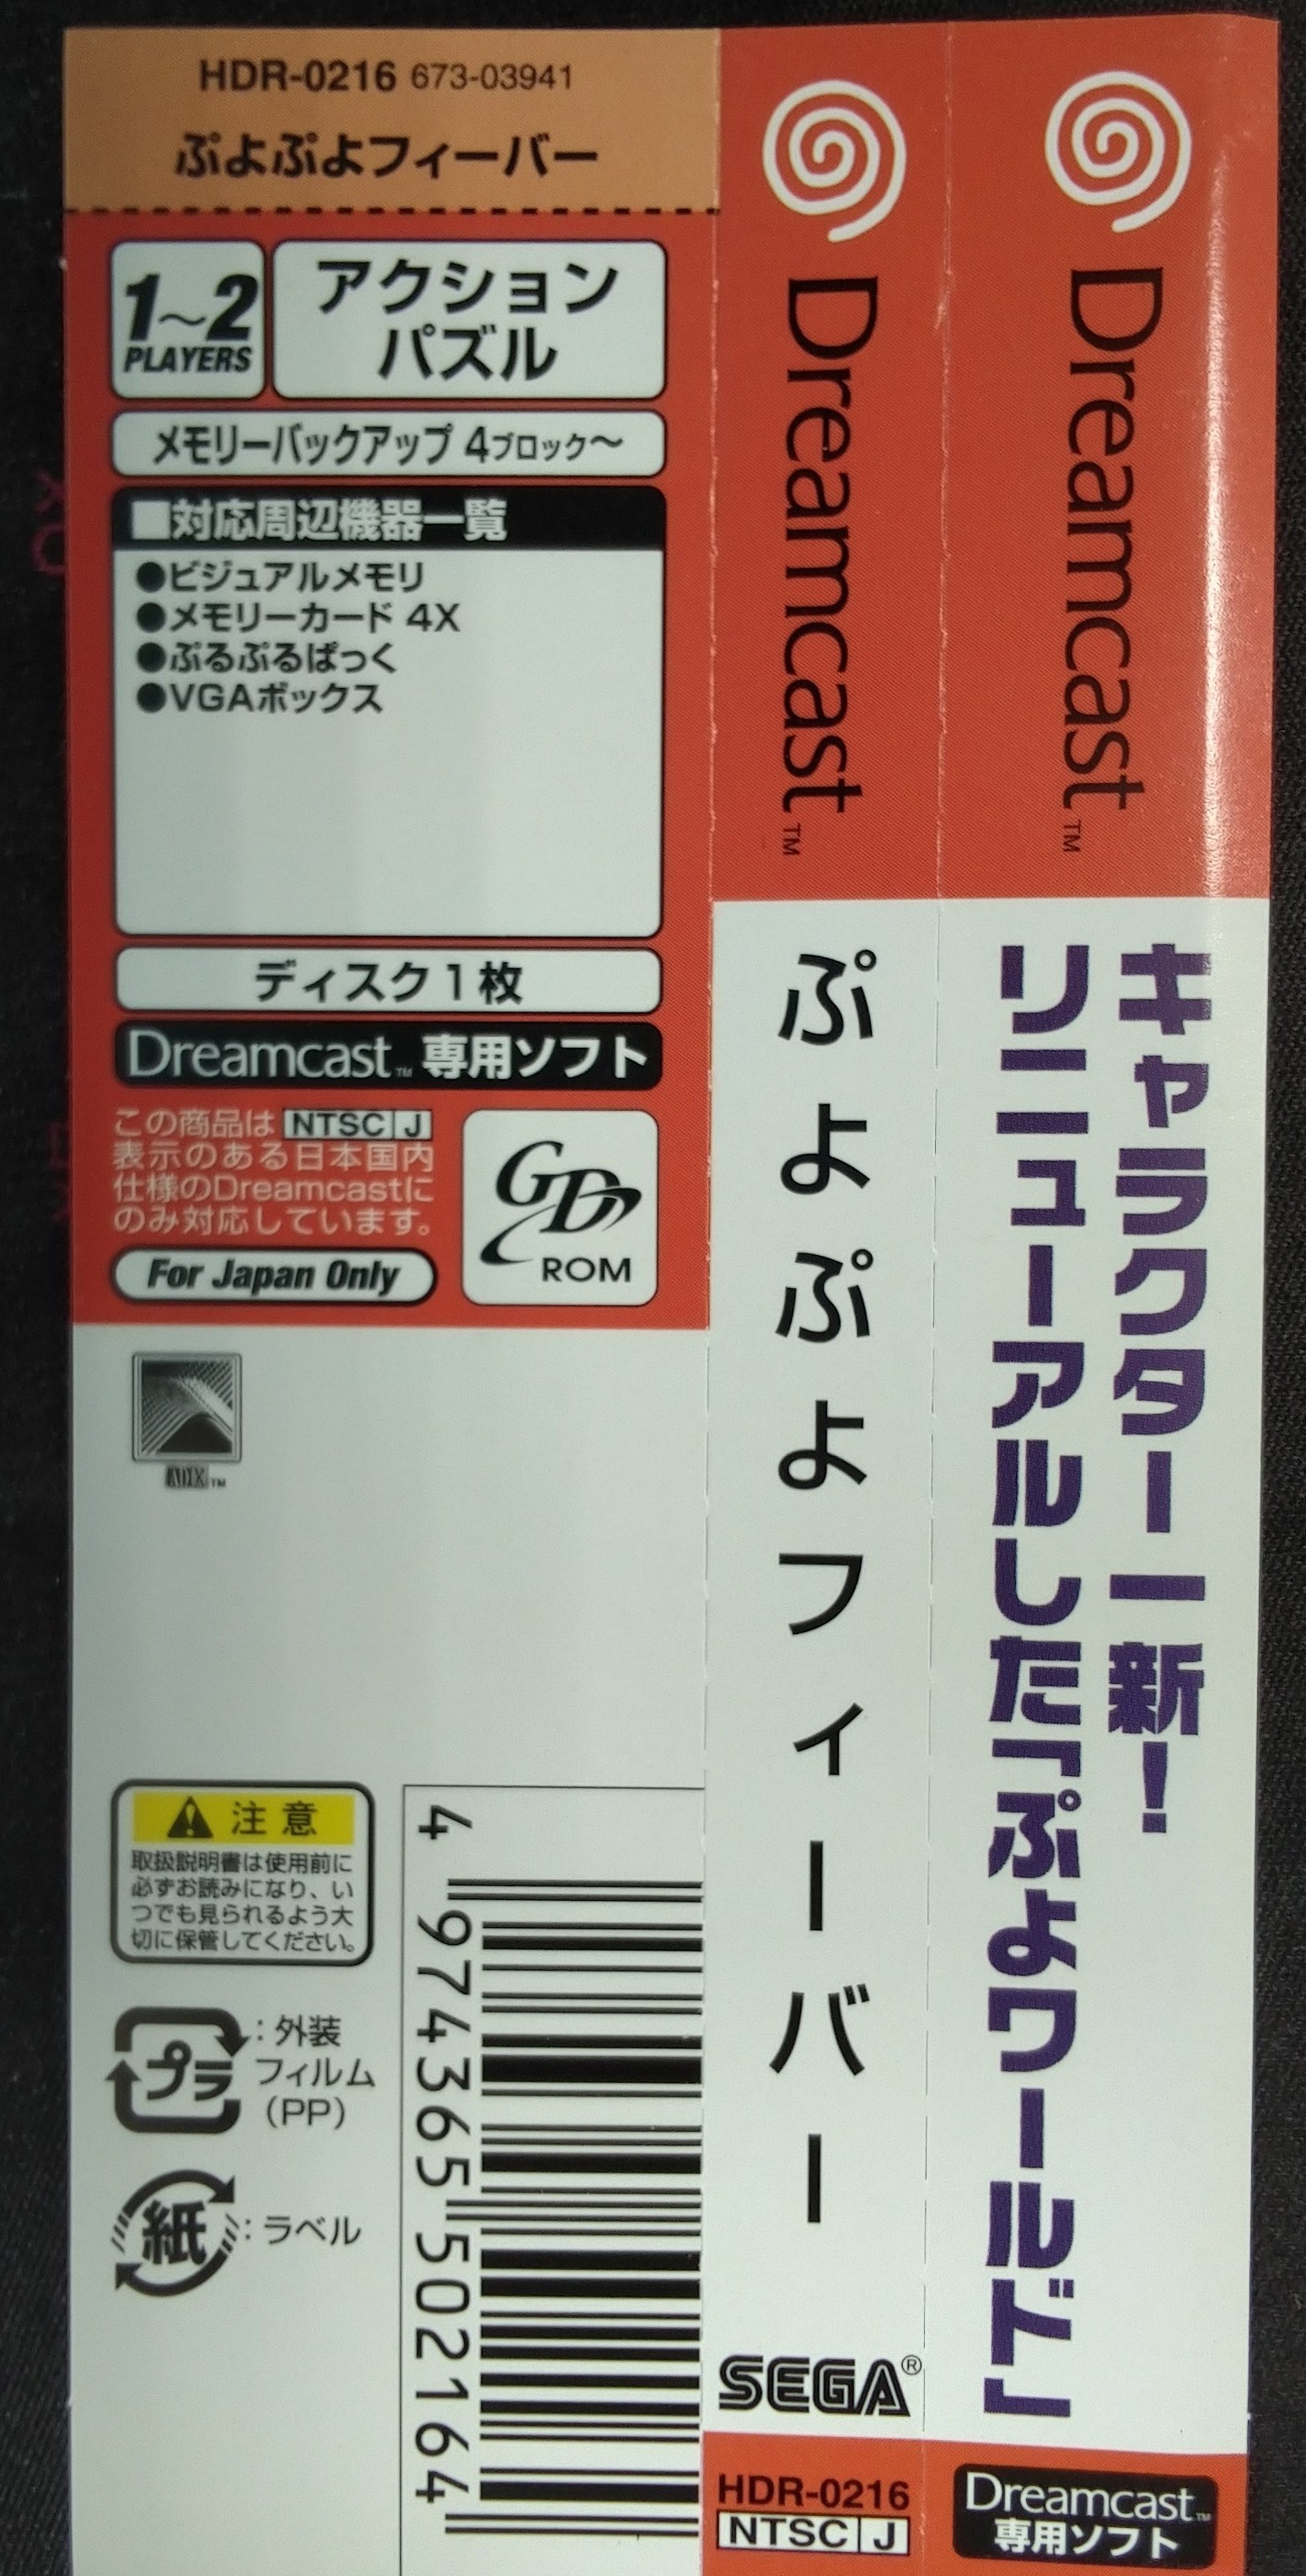 HDR-0216 673-03941
ぷよぷよフィーバー
1~2
PLAYERS
アクション
パズル
メモリーバックアップ 4ブロック〜
■対応周辺機器一覧
●ビジュアルメモリ
●メモリーカード 4X
●ぷるぷるぱっく
●VGAボックス
ディスク1枚
Dreamcast™ 専用ソフト
この商品は NTSC J
表示のある日本国内
仕様のDreamcastに
のみ対応しています。
For Japan Only
GD
ROM
ADX™
注意
取扱説明書は使用前に
必ずお読みになり、い
つでも見られるよう大
切に保管してください。
プラ
：外装
フィルム
（PP）
紙
：ラベル
4 974365 502164
Dreamcast™
ぷよぷよフィーバー
SEGA®
HDR-0216
NTSC J
Dreamcast™
キャラクター一新！
リニューアルした「ぷよワールド」
Dreamcast™
専用ソフト